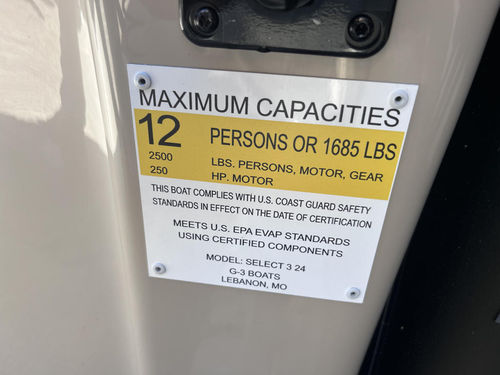 MAXIMUM CAPACITIES
12 PERSONS OR 1685 LBS
2500 LBS. PERSONS, MOTOR, GEAR
250 HP. MOTOR
THIS BOAT COMPLIES WITH U.S. COAST GUARD SAFETY
STANDARDS IN EFFECT ON THE DATE OF CERTIFICATION
MEETS U.S. EPA EVAP STANDARDS
USING CERTIFIED COMPONENTS
MODEL: SELECT 3 24
G-3 BOATS
LEBANON, MO